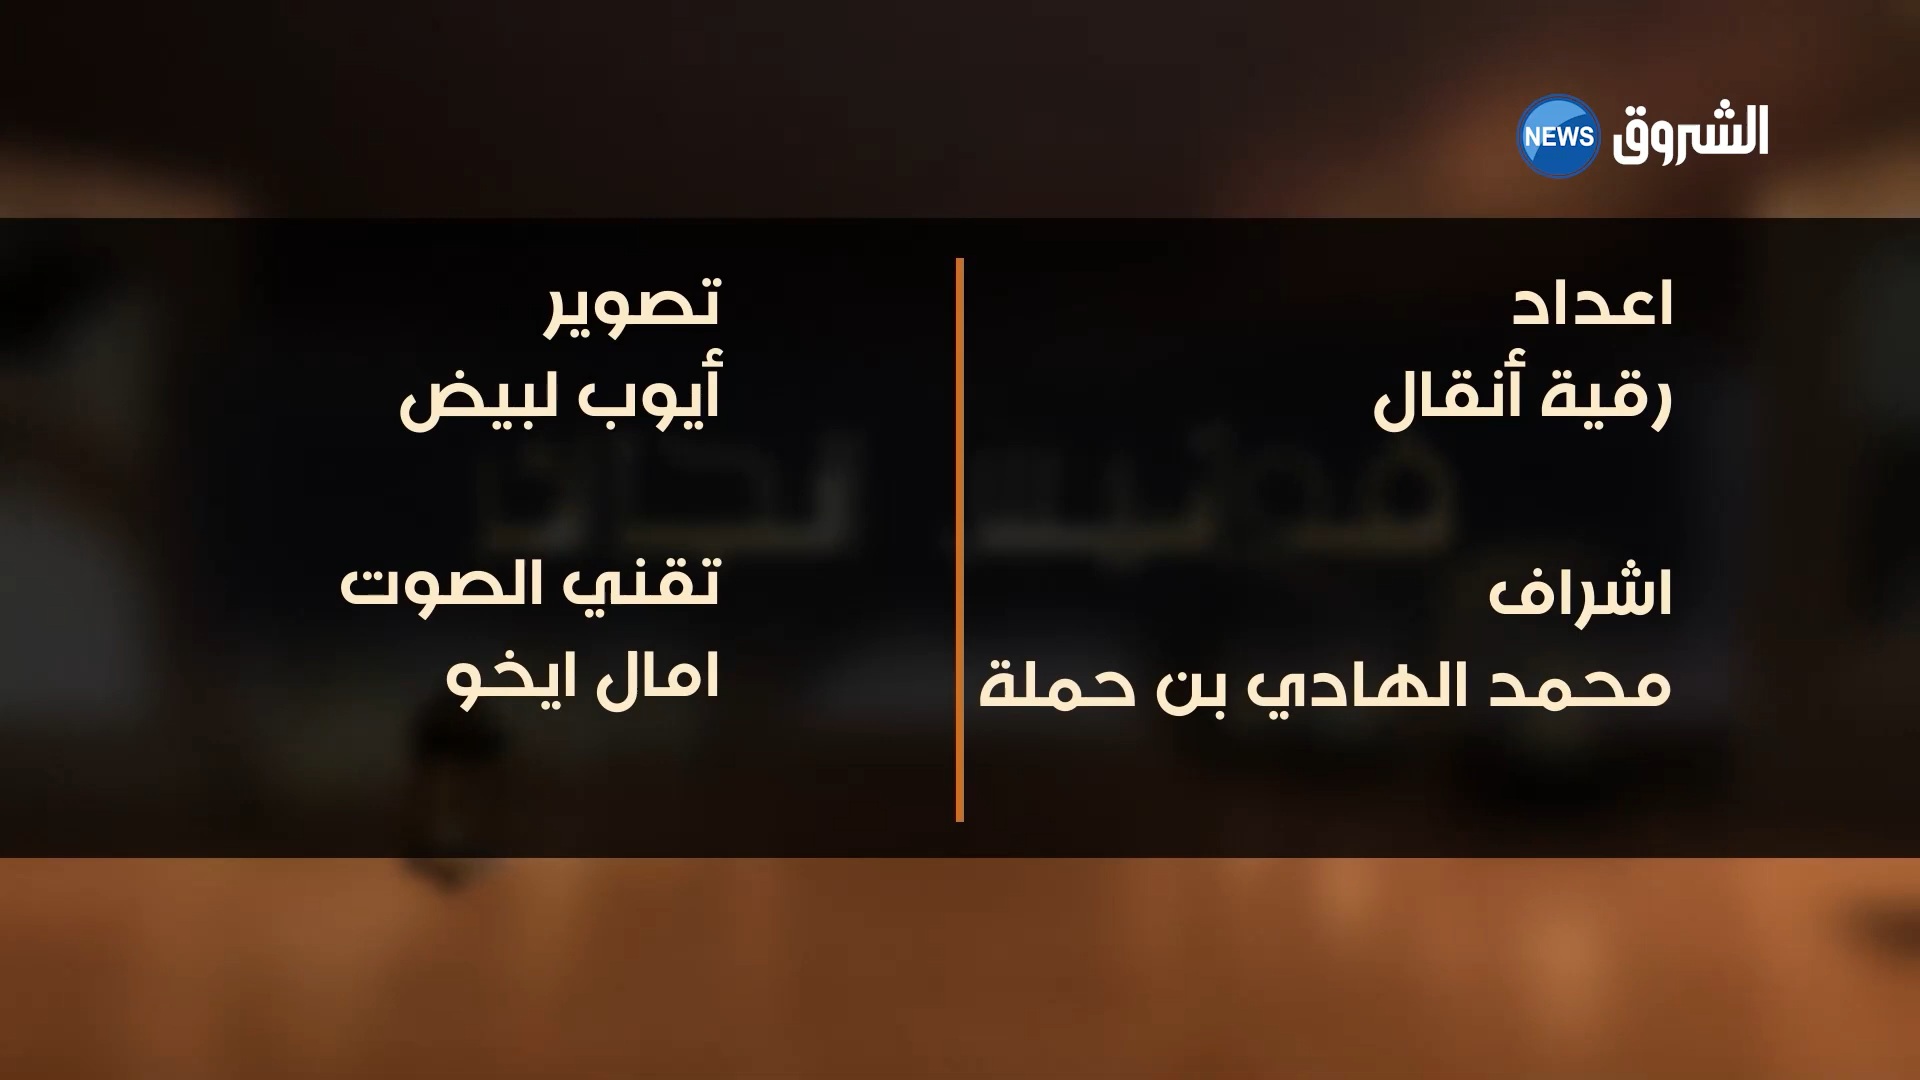 الشروق NEWS
اعداد
رقية أنقال
اشراف
محمد الهادي بن حملة
تصوير
أيوب لبيض
تقني الصوت
امال ايخو